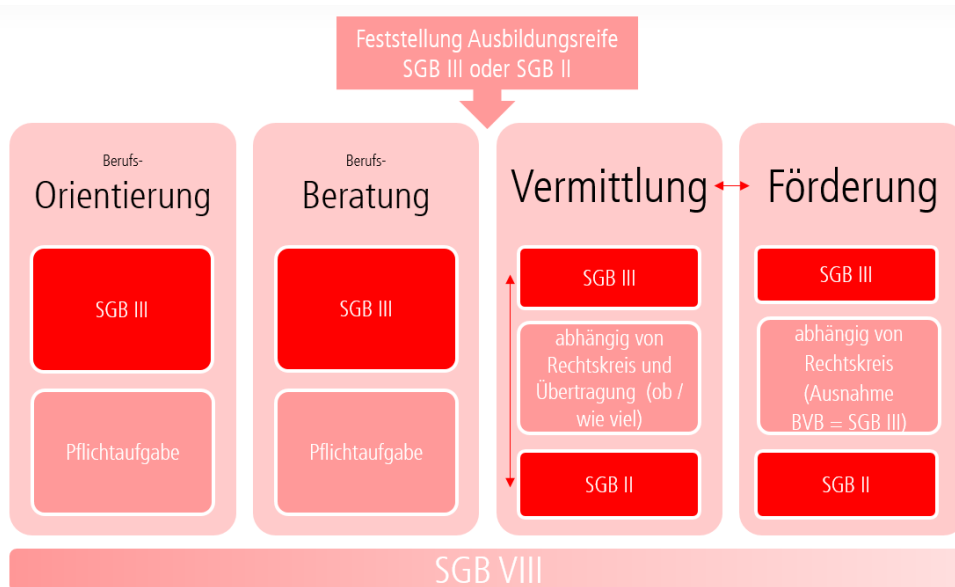 Feststellung Ausbildungsreife
SGB III oder SGB II
Berufs-
Orientierung
SGB III
Pflichtaufgabe
Berufs-
Beratung
SGB III
Pflichtaufgabe
Vermittlung
SGB III
abhängig von
Rechtskreis und
Übertragung (ob /
wie viel)
SGB II
Förderung
SGB III
abhängig von
Rechtskreis
(Ausnahme
BVB = SGB III)
SGB II
SGB VIII